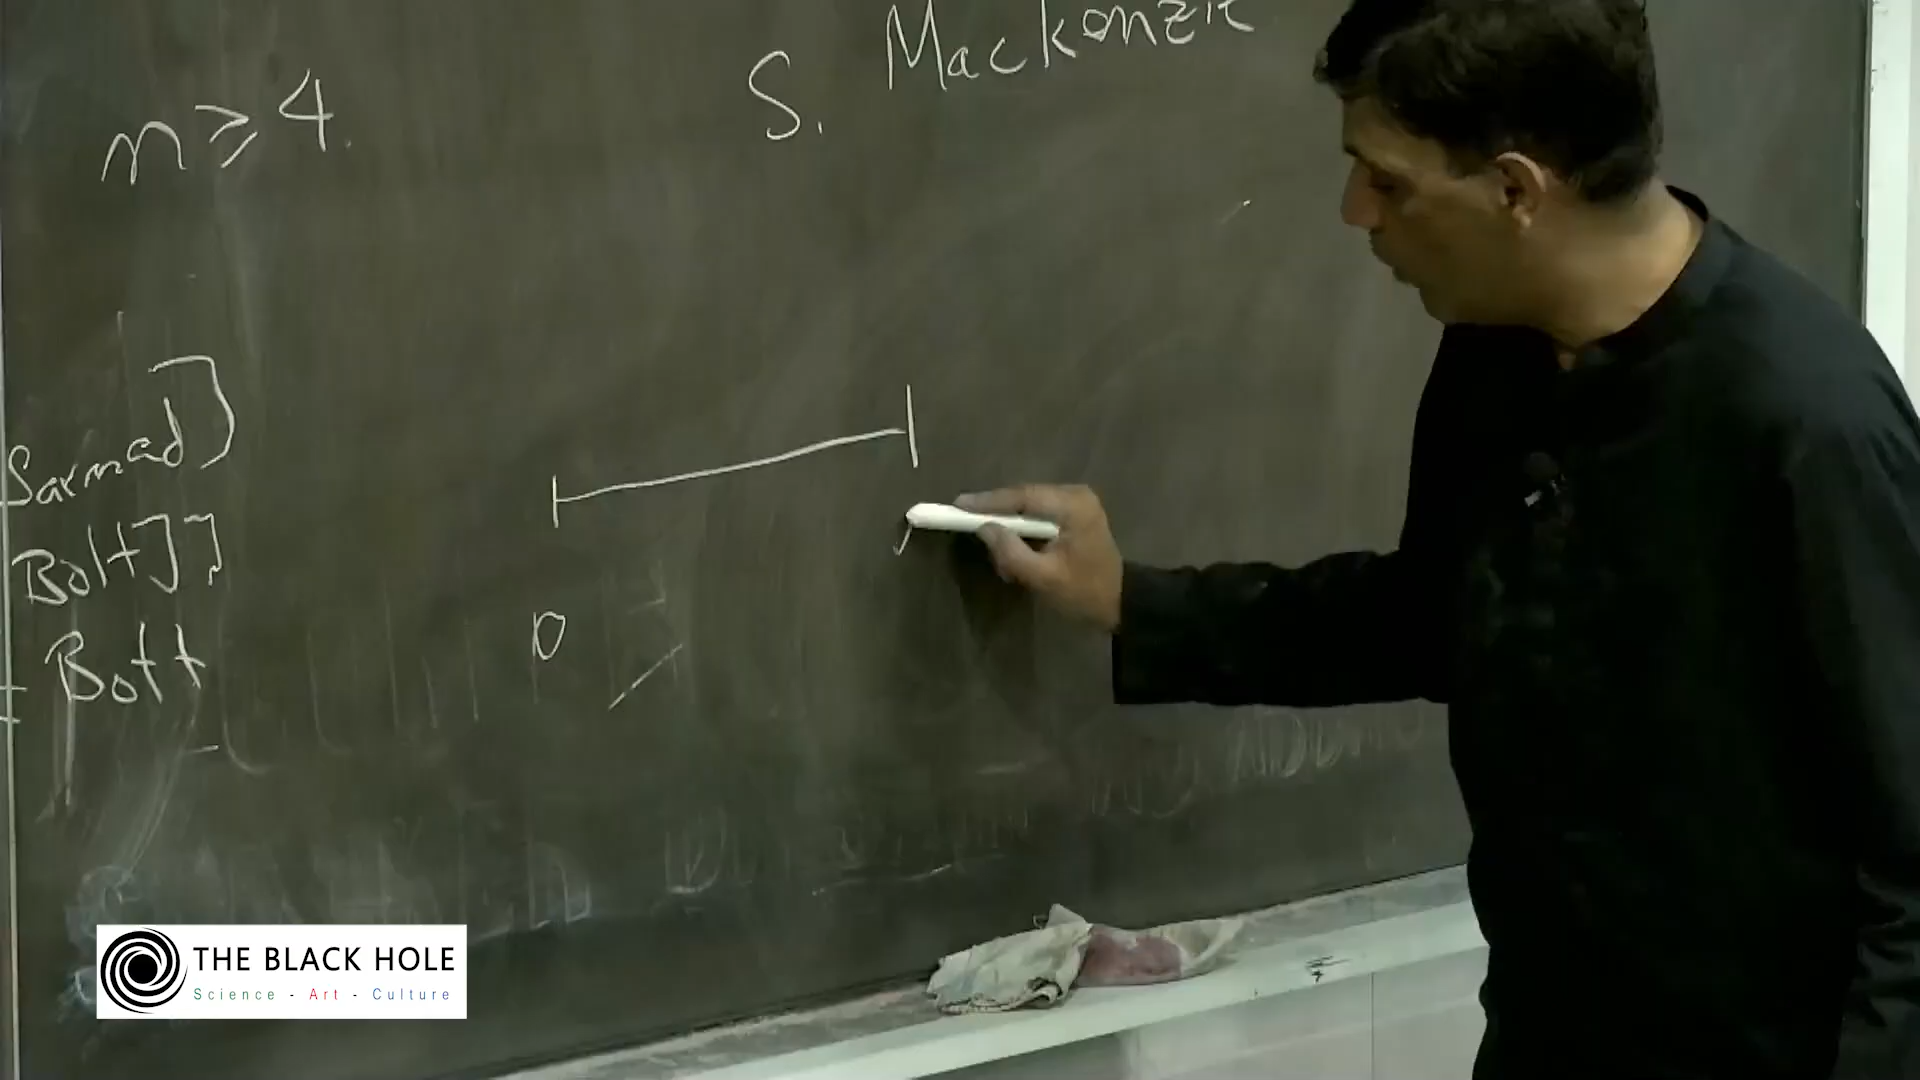 n ≥ 4.
S. Mackenzie
Sarmad]
Bolt]]
= Bott
0
THE BLACK HOLE
Science - Art - Culture